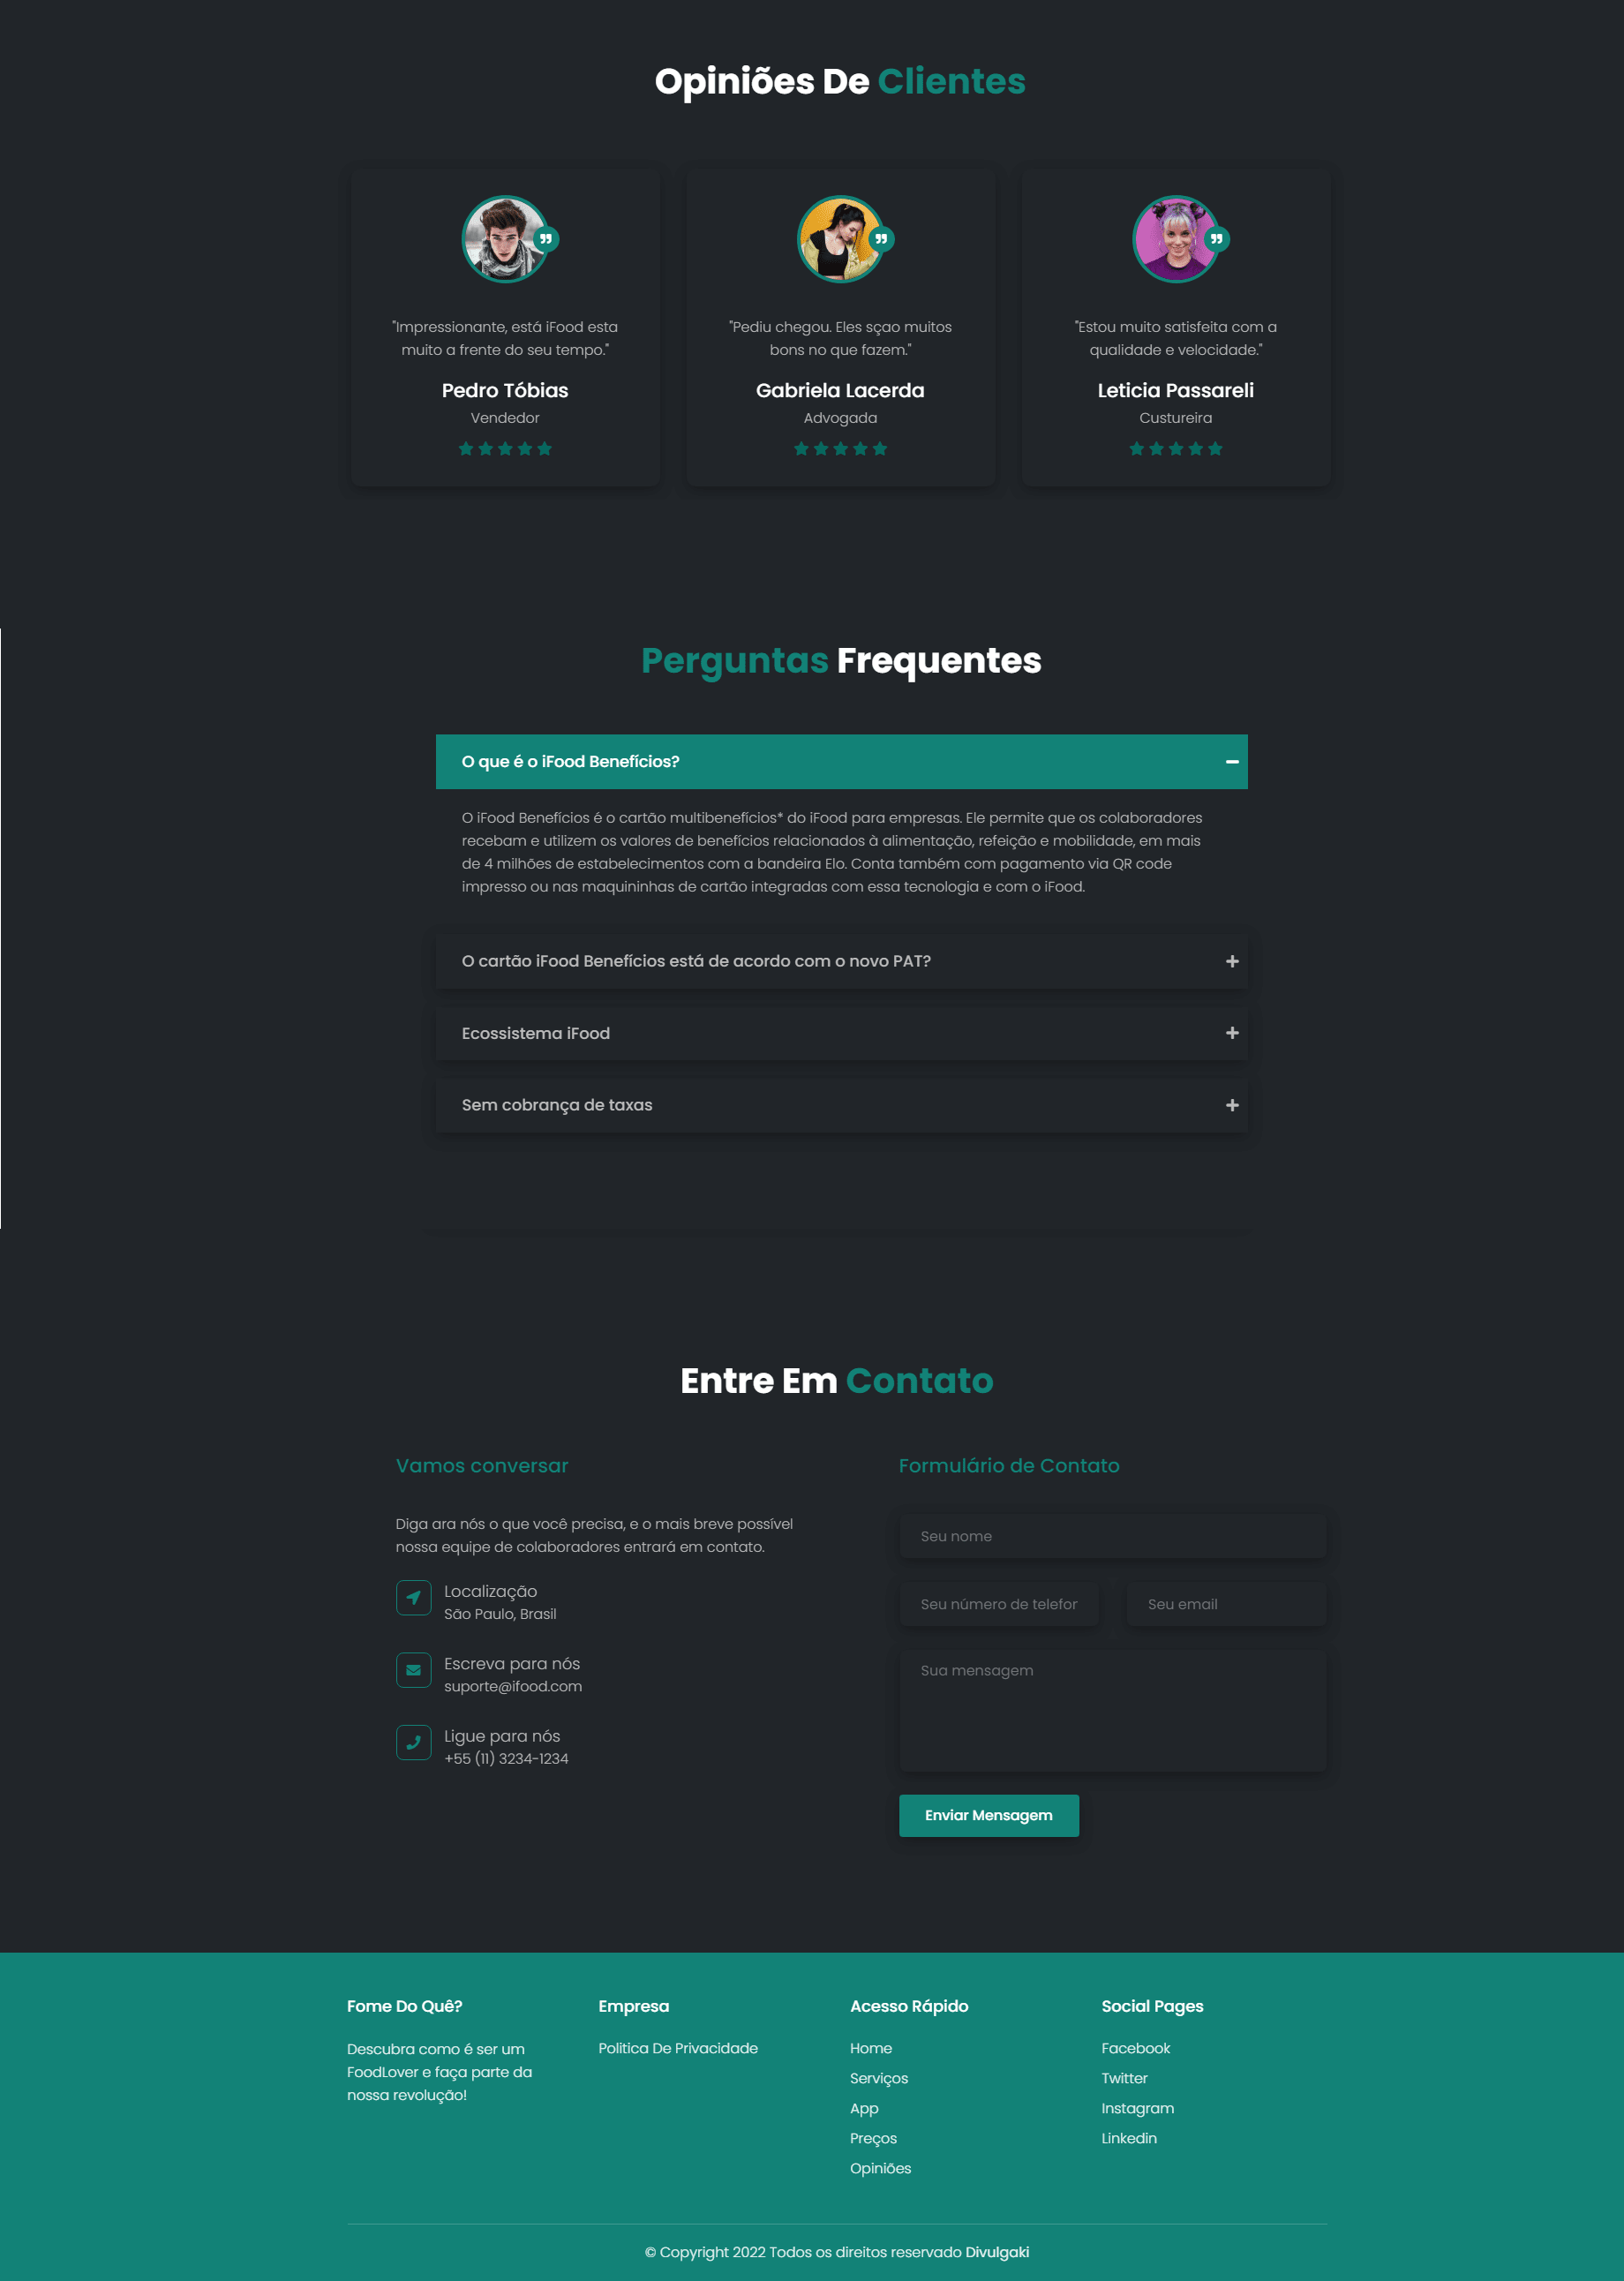 Opiniões De Clientes
"Impressionante, está iFood esta
muito a frente do seu tempo."
Pedro Tóbias
Vendedor
"Pediu chegou. Eles sçao muitos
bons no que fazem."
Gabriela Lacerda
Advogada
"Estou muito satisfeita com a
qualidade e velocidade."
Leticia Passareli
Custureira
Perguntas Frequentes
O que é o iFood Benefícios?
O iFood Benefícios é o cartão multibenefícios* do iFood para empresas. Ele permite que os colaboradores
recebam e utilizem os valores de benefícios relacionados à alimentação, refeição e mobilidade, em mais
de 4 milhões de estabelecimentos com a bandeira Elo. Conta também com pagamento via QR code
impresso ou nas maquininhas de cartão integradas com essa tecnologia e com o iFood.
O cartão iFood Benefícios está de acordo com o novo PAT?
Ecossistema iFood
Sem cobrança de taxas
Entre Em Contato
Vamos conversar
Diga ara nós o que você precisa, e o mais breve possível
nossa equipe de colaboradores entrará em contato.
Localização
São Paulo, Brasil
Escreva para nós
suporte@ifood.com
Ligue para nós
+55 (11) 3234-1234
Formulário de Contato
Seu nome
Seu número de telefor
Seu email
Sua mensagem
Enviar Mensagem
Fome Do Quê?
Descubra como é ser um
FoodLover e faça parte da
nossa revolução!
Empresa
Politica De Privacidade
Acesso Rápido
Home
Serviços
App
Preços
Opiniões
Social Pages
Facebook
Twitter
Instagram
Linkedin
© Copyright 2022 Todos os direitos reservado Divulgaki